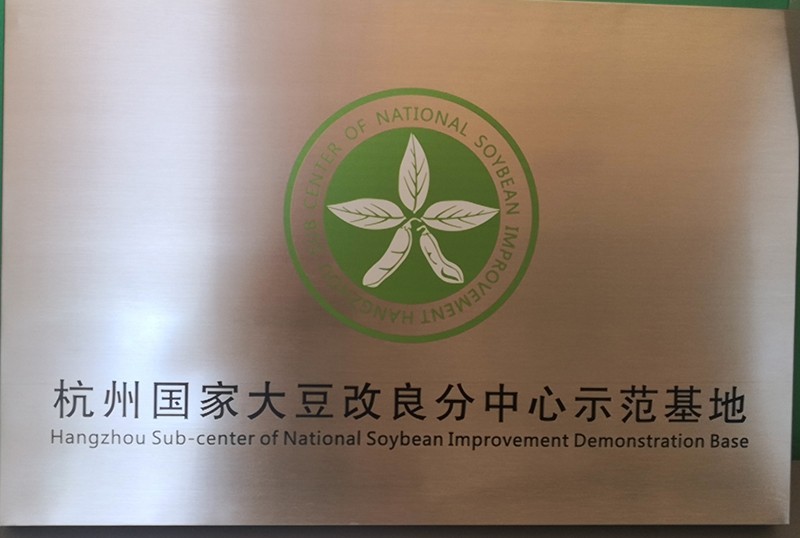 HANGZHOU SUB CENTER OF NATIONAL SOYBEAN IMPROVEMENT
杭州国家大豆改良分中心示范基地
Hangzhou Sub-center of National Soybean Improvement Demonstration Base